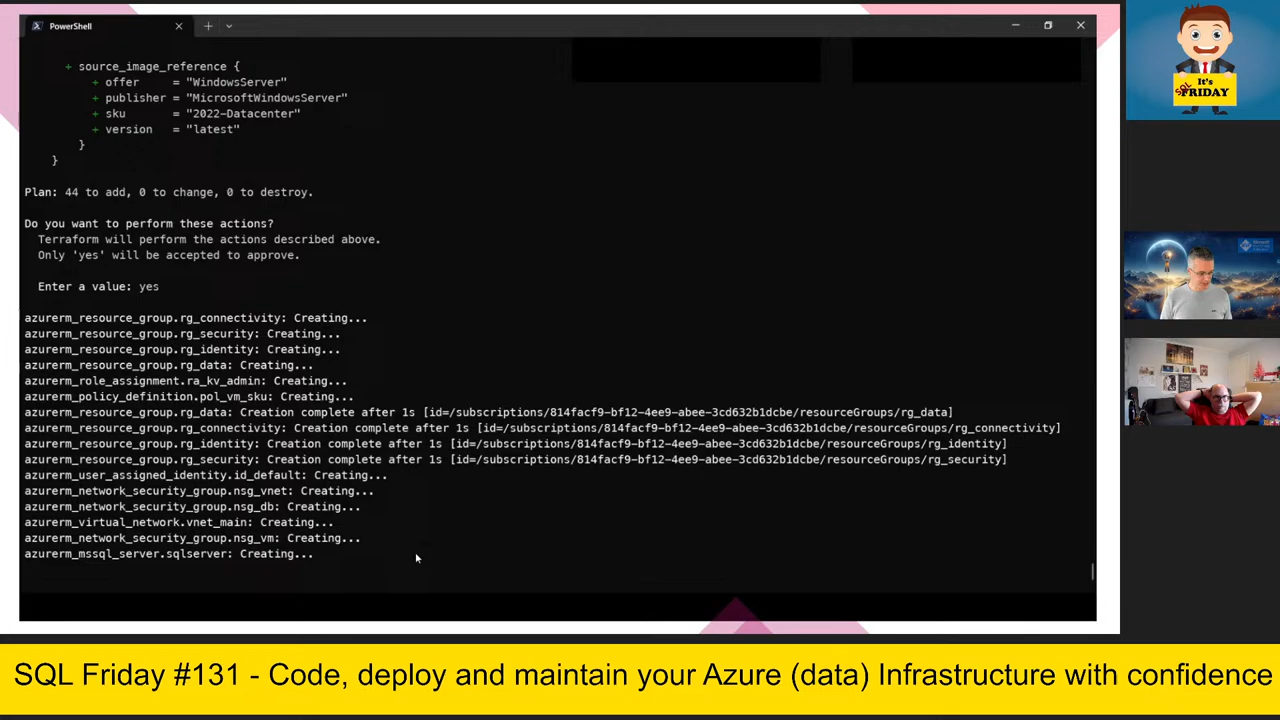 PowerShell
+ source_image_reference {
+ offer     = "WindowsServer"
+ publisher = "MicrosoftWindowsServer"
+ sku       = "2022-Datacenter"
+ version   = "latest"
}
}
Plan: 44 to add, 0 to change, 0 to destroy.
Do you want to perform these actions?
Terraform will perform the actions described above.
Only 'yes' will be accepted to approve.
Enter a value: yes
azurerm_resource_group.rg_connectivity: Creating...
azurerm_resource_group.rg_security: Creating...
azurerm_resource_group.rg_identity: Creating...
azurerm_resource_group.rg_data: Creating...
azurerm_role_assignment.ra_kv_admin: Creating...
azurerm_policy_definition.pol_vm_sku: Creating...
azurerm_resource_group.rg_data: Creation complete after 1s [id=/subscriptions/814facf9-bf12-4ee9-abee-3cd632b1dcbe/resourceGroups/rg_data]
azurerm_resource_group.rg_connectivity: Creation complete after 1s [id=/subscriptions/814facf9-bf12-4ee9-abee-3cd632b1dcbe/resourceGroups/rg_connectivity]
azurerm_resource_group.rg_identity: Creation complete after 1s [id=/subscriptions/814facf9-bf12-4ee9-abee-3cd632b1dcbe/resourceGroups/rg_identity]
azurerm_resource_group.rg_security: Creation complete after 1s [id=/subscriptions/814facf9-bf12-4ee9-abee-3cd632b1dcbe/resourceGroups/rg_security]
azurerm_user_assigned_identity.id_default: Creating...
azurerm_network_security_group.nsg_vnet: Creating...
azurerm_network_security_group.nsg_db: Creating...
azurerm_virtual_network.vnet_main: Creating...
azurerm_network_security_group.nsg_vm: Creating...
azurerm_mssql_server.sqlserver: Creating...
It's
SQL FRIDAY
SQL Friday #131 - Code, deploy and maintain your Azure (data) Infrastructure with confidence